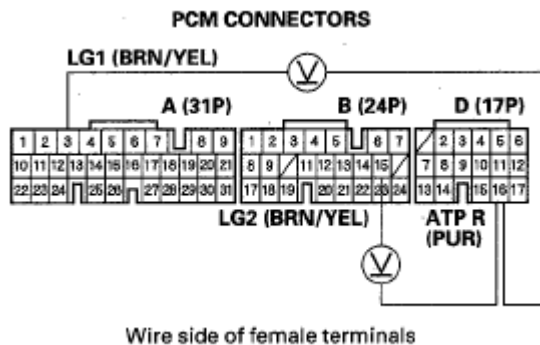 PCM CONNECTORS
LG1 (BRN/YEL)
V
A (31P) B (24P) D (17P)
1 2 3 4 5 6 7 8 9 1 2 3 4 5 6 7 2 3 4 5 6
10 11 12 13 14 15 16 17 18 19 20 21 8 9 11 12 13 14 15 7 8 9 10 11 12
22 23 24 25 26 27 28 29 30 31 17 18 19 20 21 22 23 24 13 14 15 16 17
LG2 (BRN/YEL) ATP R
(PUR)
V
Wire side of female terminals